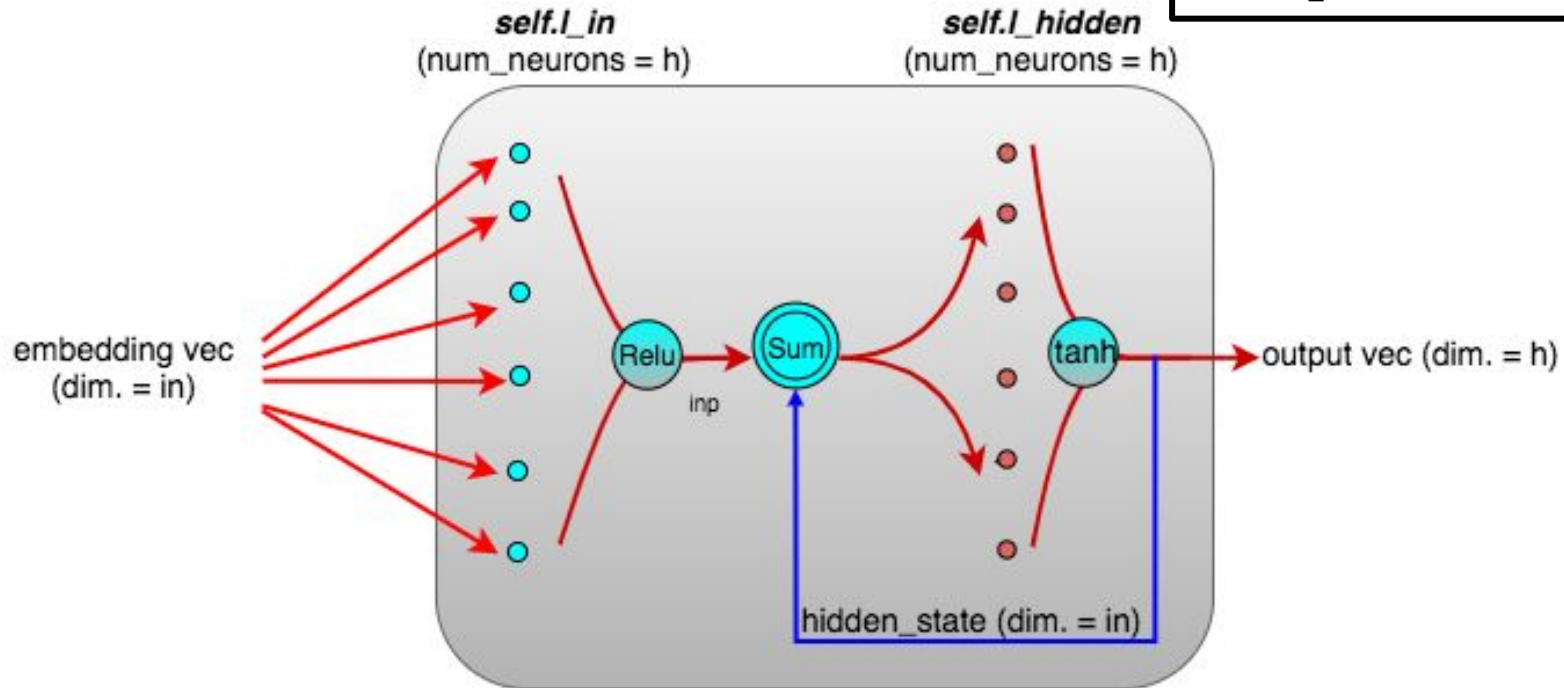 self.l_in
(num_neurons = h)
self.l_hidden
(num_neurons = h)
embedding vec
(dim. = in)
Relu
inp
Sum
tanh
output vec (dim. = h)
hidden_state (dim. = in)